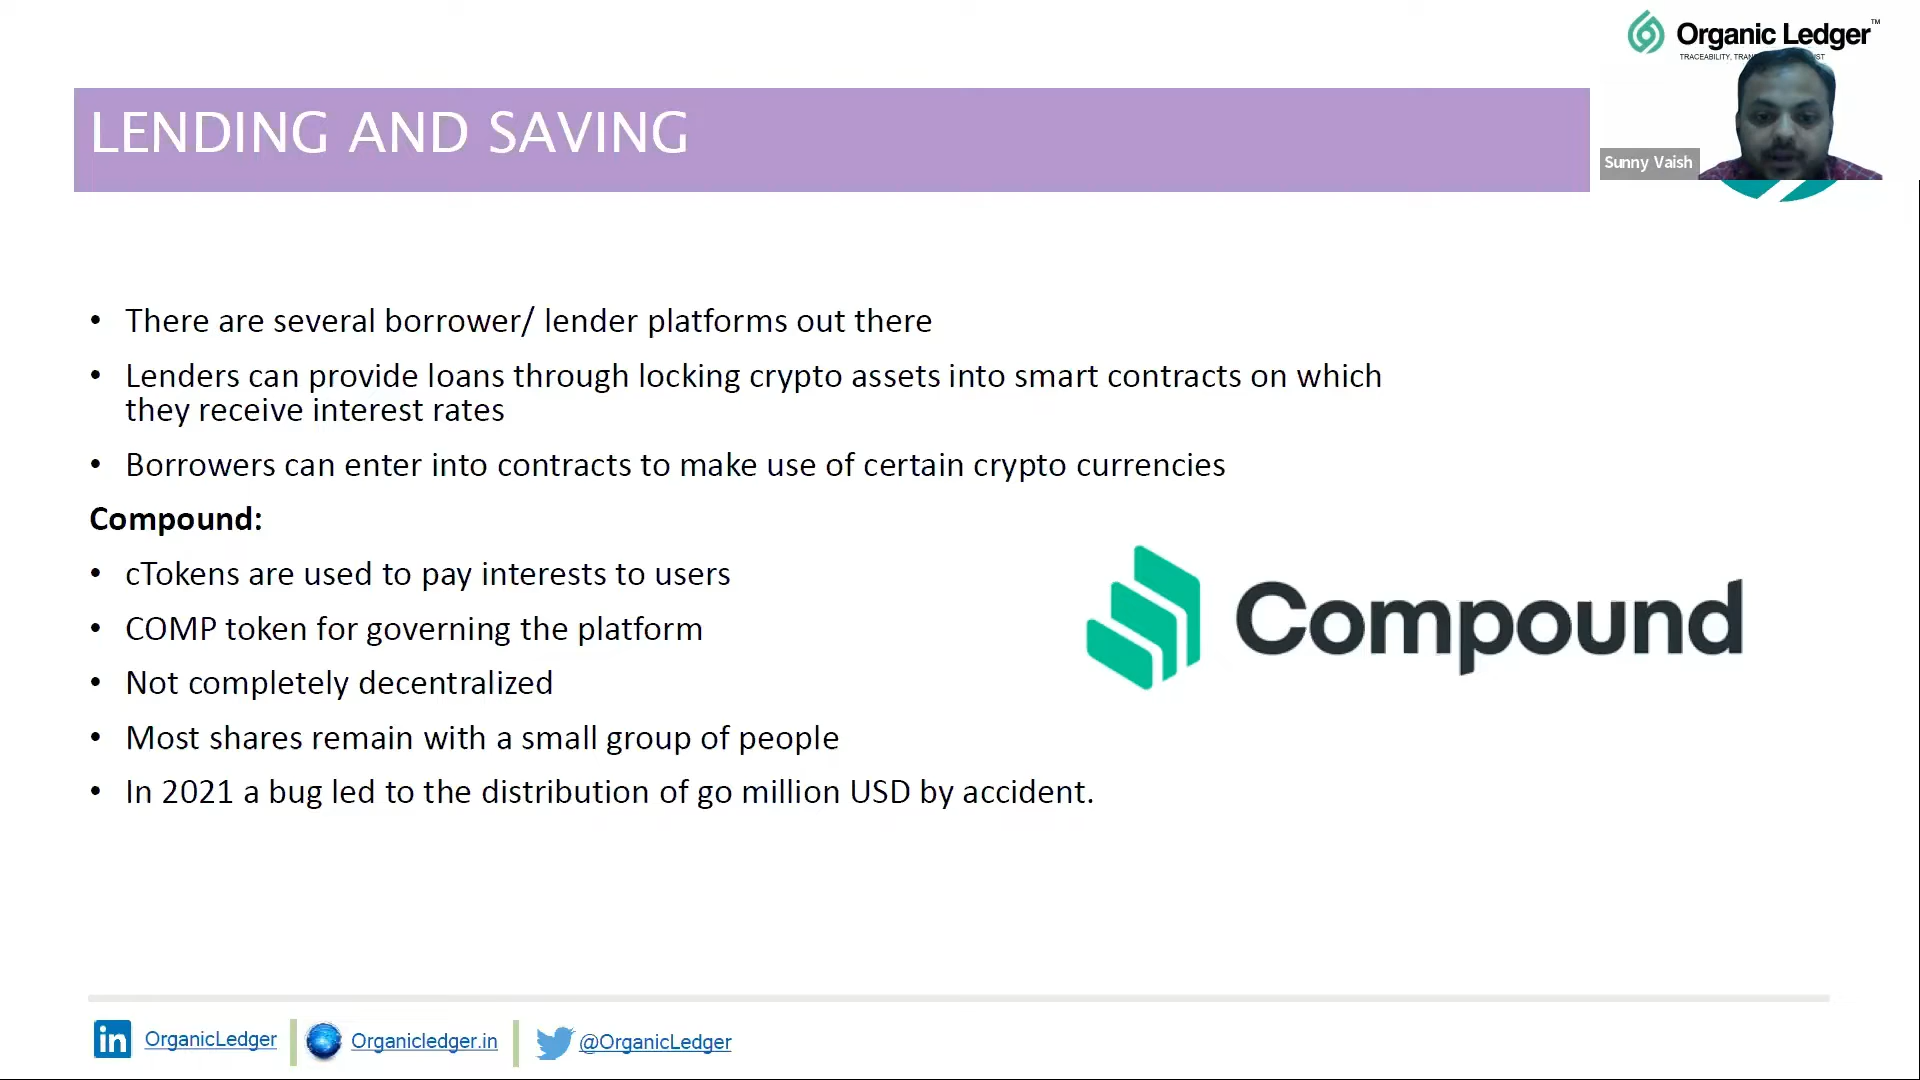 Organic Ledger™
TRACEABILITY,
LENDING AND SAVING
Sunny Vaish
• There are several borrower/ lender platforms out there
• Lenders can provide loans through locking crypto assets into smart contracts on which
they receive interest rates
• Borrowers can enter into contracts to make use of certain crypto currencies
Compound:
• cTokens are used to pay interests to users
• COMP token for governing the platform
• Not completely decentralized
• Most shares remain with a small group of people
• In 2021 a bug led to the distribution of go million USD by accident.
Compound
in OrganicLedger
Organicledger.in
@OrganicLedger